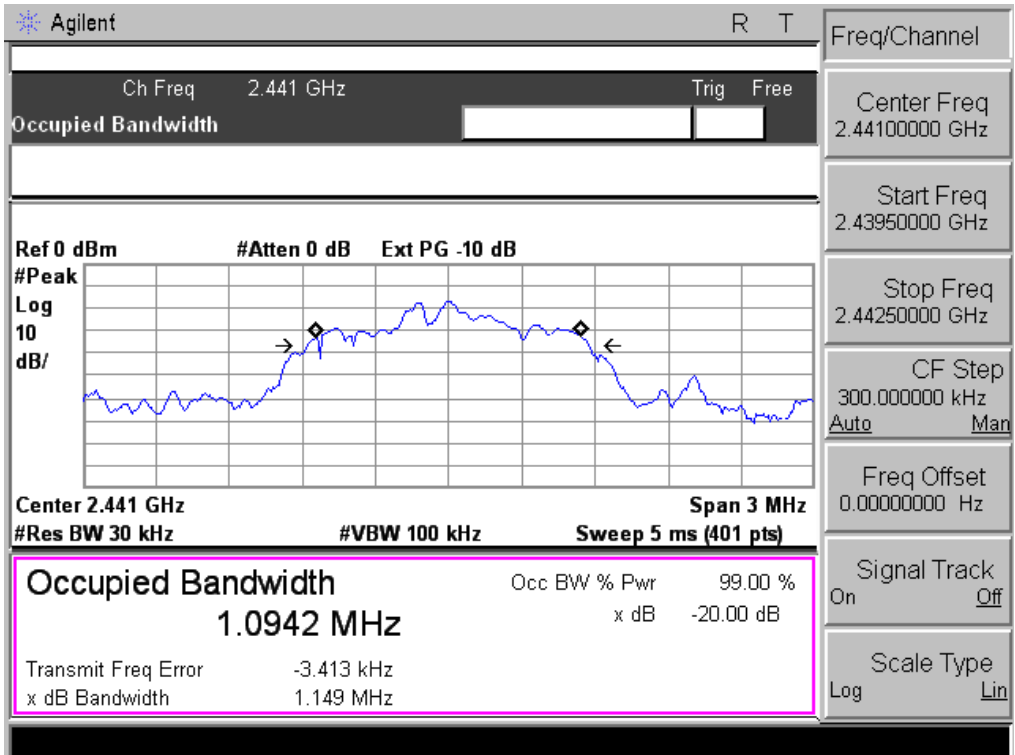 Agilent R T
Ch Freq 2.441 GHz Trig Free
Occupied Bandwidth
Ref 0 dBm #Atten 0 dB Ext PG -10 dB
#Peak
Log
10
dB/
Center 2.441 GHz Span 3 MHz
#Res BW 30 kHz #VBW 100 kHz Sweep 5 ms (401 pts)
Occupied Bandwidth Occ BW % Pwr 99.00 %
1.0942 MHz x dB -20.00 dB
Transmit Freq Error -3.413 kHz
x dB Bandwidth 1.149 MHz
Freq/Channel
Center Freq
2.44100000 GHz
Start Freq
2.43950000 GHz
Stop Freq
2.44250000 GHz
CF Step
300.000000 kHz
Auto Man
Freq Offset
0.00000000 Hz
Signal Track
On Off
Scale Type
Log Lin